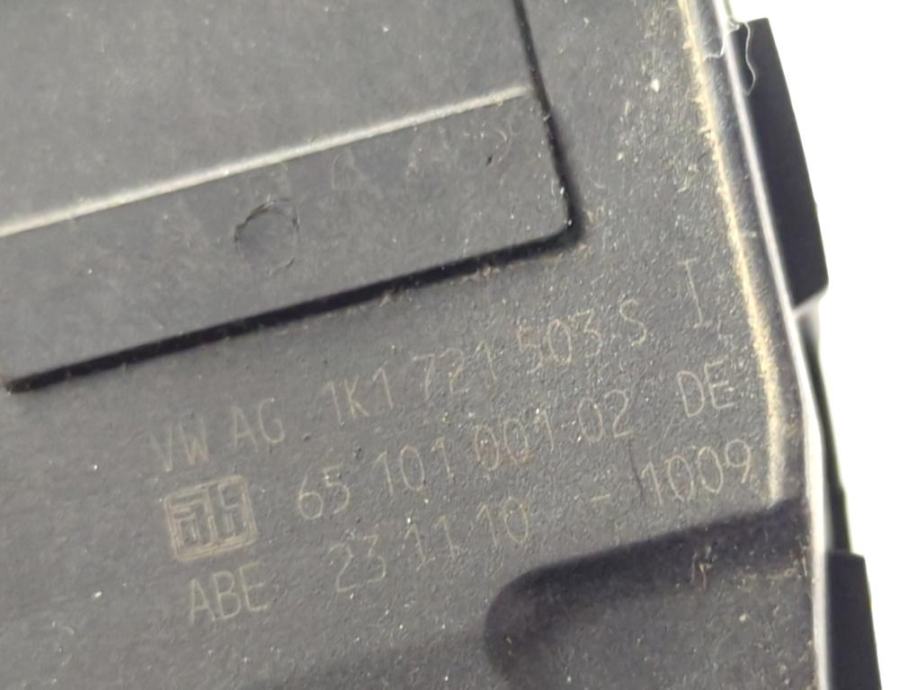 VW AG 1K1 721 503 S I
65 101 001 02 DE
ABE 23 11 10 - 1009